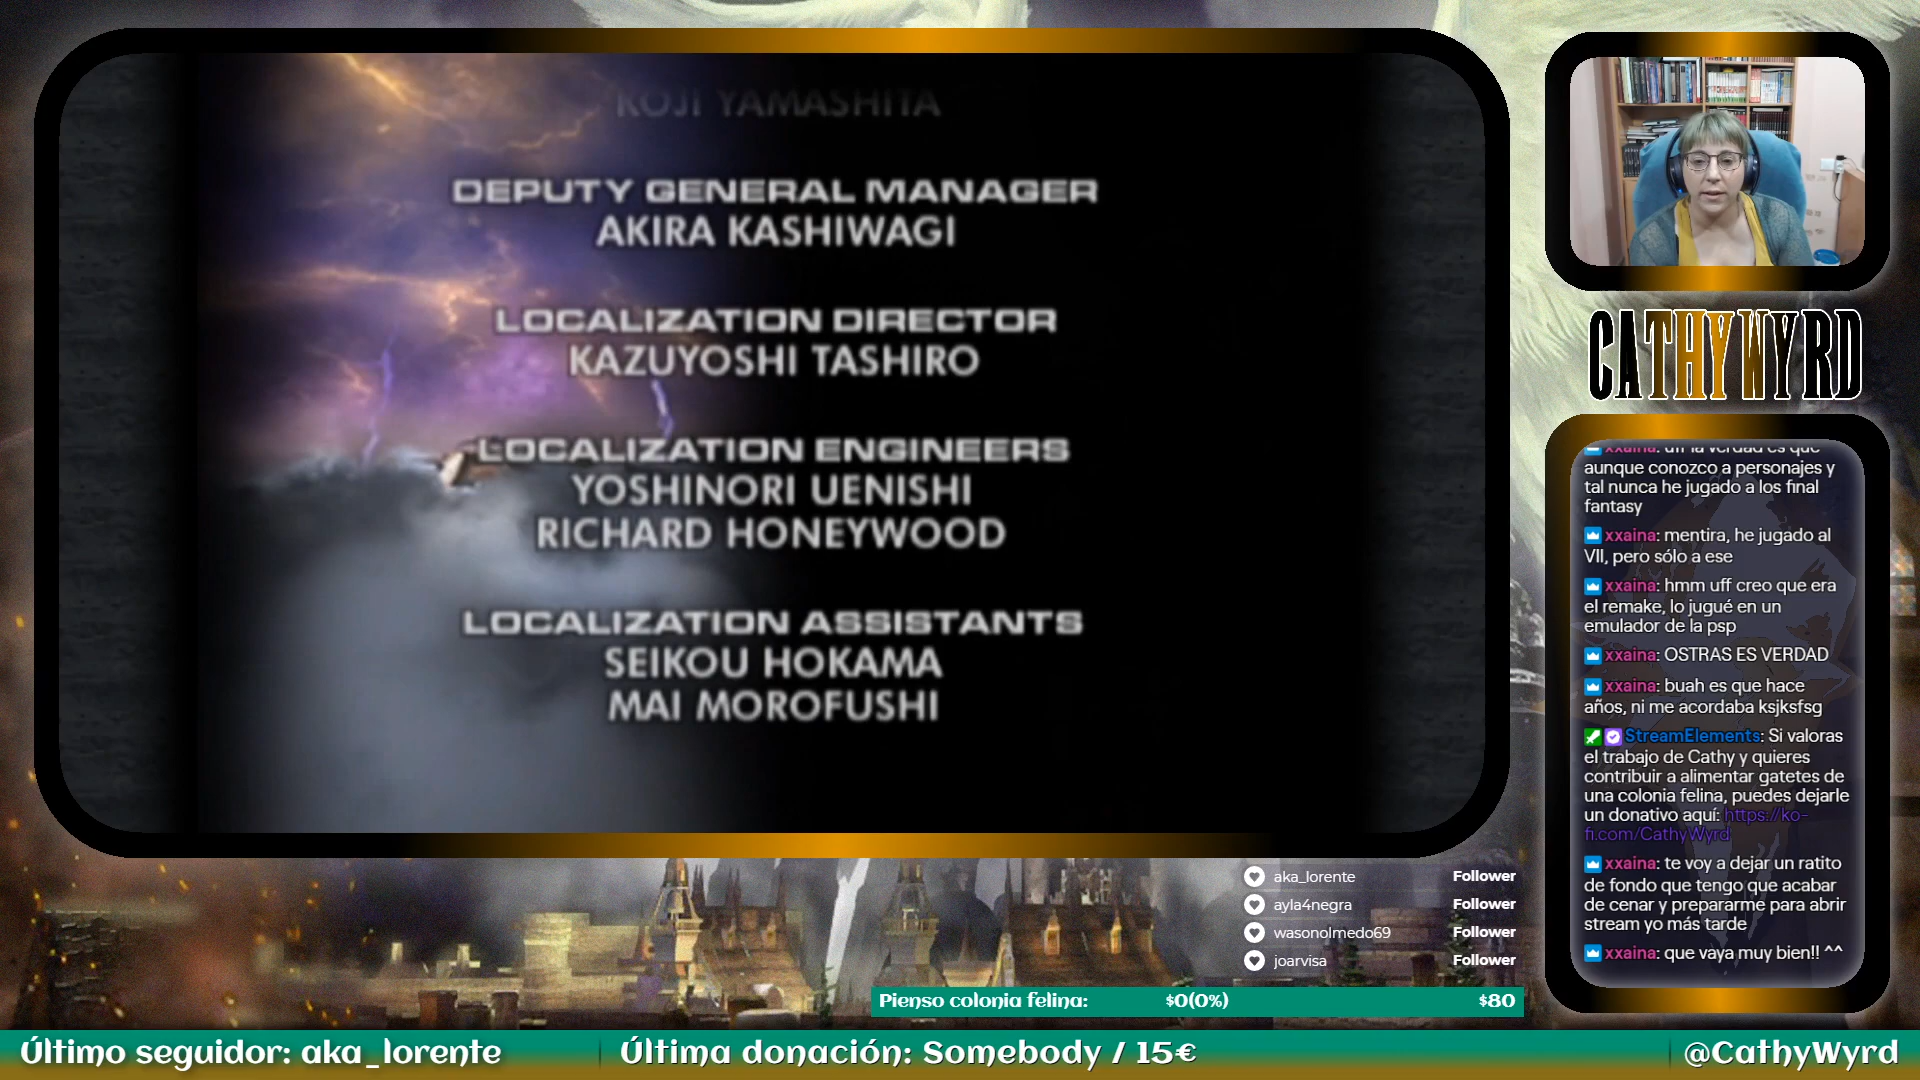 KOJI YAMASHITA
DEPUTY GENERAL MANAGER
AKIRA KASHIWAGI
LOCALIZATION DIRECTOR
KAZUYOSHI TASHIRO
LOCALIZATION ENGINEERS
YOSHINORI UENISHI
RICHARD HONEYWOOD
LOCALIZATION ASSISTANTS
SEIKOU HOKAMA
MAI MOROFUSHI
CATHYWYRD
xxaina: uff la verdad es que
aunque conozco a personajes y
tal nunca he jugado a los final
fantasy
xxaina: mentira, he jugado al
VII, pero sólo a ese
xxaina: hmm uff creo que era
el remake, lo jugué en un
emulador de la psp
xxaina: OSTRAS ES VERDAD
xxaina: buah es que hace
años, ni me acordaba ksjksfsg
StreamElements: Si valoras
el trabajo de Cathy y quieres
contribuir a alimentar gatetes de
una colonia felina, puedes dejarle
un donativo aquí: https://ko-
fi.com/CathyWyrd
xxaina: te voy a dejar un ratito
de fondo que tengo que acabar
de cenar y prepararme para abrir
stream yo más tarde
xxaina: que vaya muy bien!! ^^
aka_lorente Follower
ayla4negra Follower
wasonolmedo69 Follower
joarvisa Follower
Pienso colonia felina: $0(0%) $80
Último seguidor: aka_lorente
Última donación: Somebody / 15€
@CathyWyrd